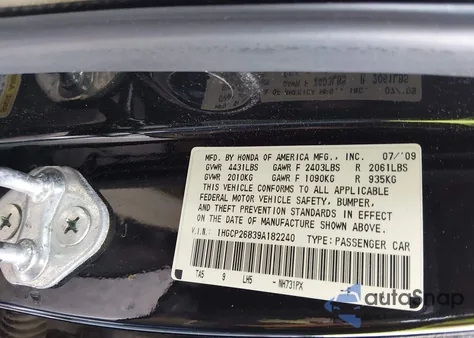 MFD. BY HONDA OF AMERICA MFG., INC. 07/'09
GVWR 4431LBS GAWR F 2403LBS R 2061LBS
GVWR 2010KG GAWR F 1090KG R 935KG
THIS VEHICLE CONFORMS TO ALL APPLICABLE
FEDERAL MOTOR VEHICLE SAFETY, BUMPER,
AND THEFT PREVENTION STANDARDS IN EFFECT
ON THE DATE OF MANUFACTURE SHOWN ABOVE.
V.I.N: 1HGCP26839A182240 TYPE: PASSENGER CAR
TA5 9 LH5 - NH731PX
autoSnap